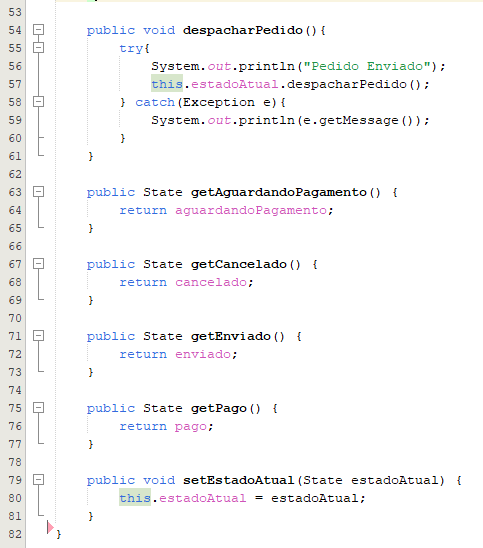 53
54 public void despacharPedido(){
55 try{
56 System.out.println("Pedido Enviado");
57 this.estadoAtual.despacharPedido();
58 } catch(Exception e){
59 System.out.println(e.getMessage());
60 }
61 }
62
63 public State getAguardandoPagamento() {
64 return aguardandoPagamento;
65 }
66
67 public State getCancelado() {
68 return cancelado;
69 }
70
71 public State getEnviado() {
72 return enviado;
73 }
74
75 public State getPago() {
76 return pago;
77 }
78
79 public void setEstadoAtual(State estadoAtual) {
80 this.estadoAtual = estadoAtual;
81 }
82 }